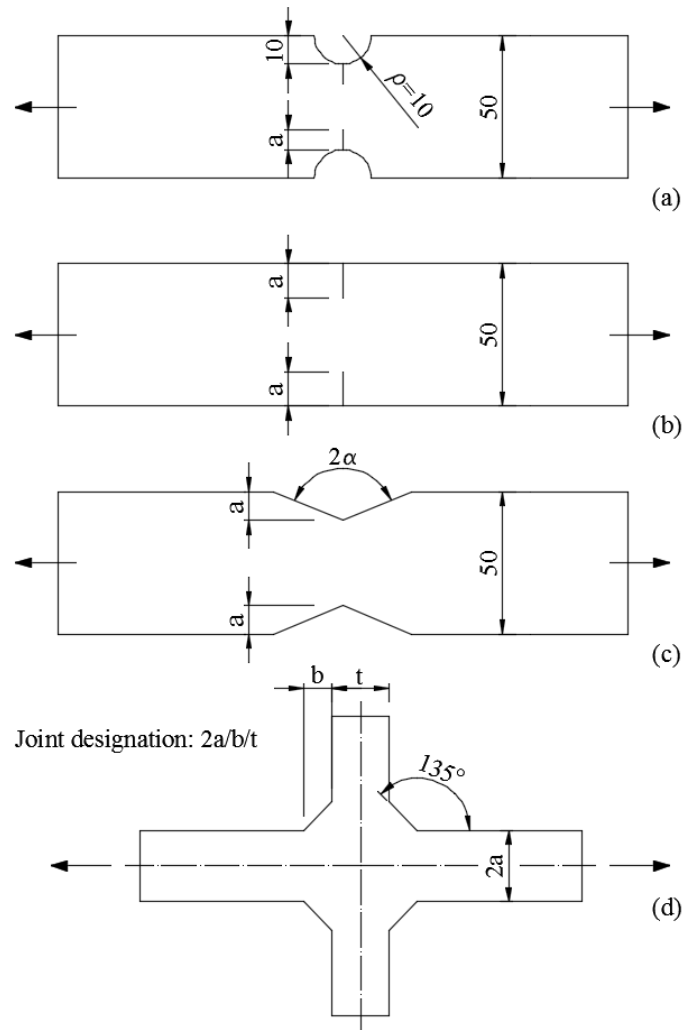 10
ρ=10
50
a
(a)
a
50
a
(b)
2α
a
50
a
(c)
b
t
Joint designation: 2a/b/t
135°
2a
(d)